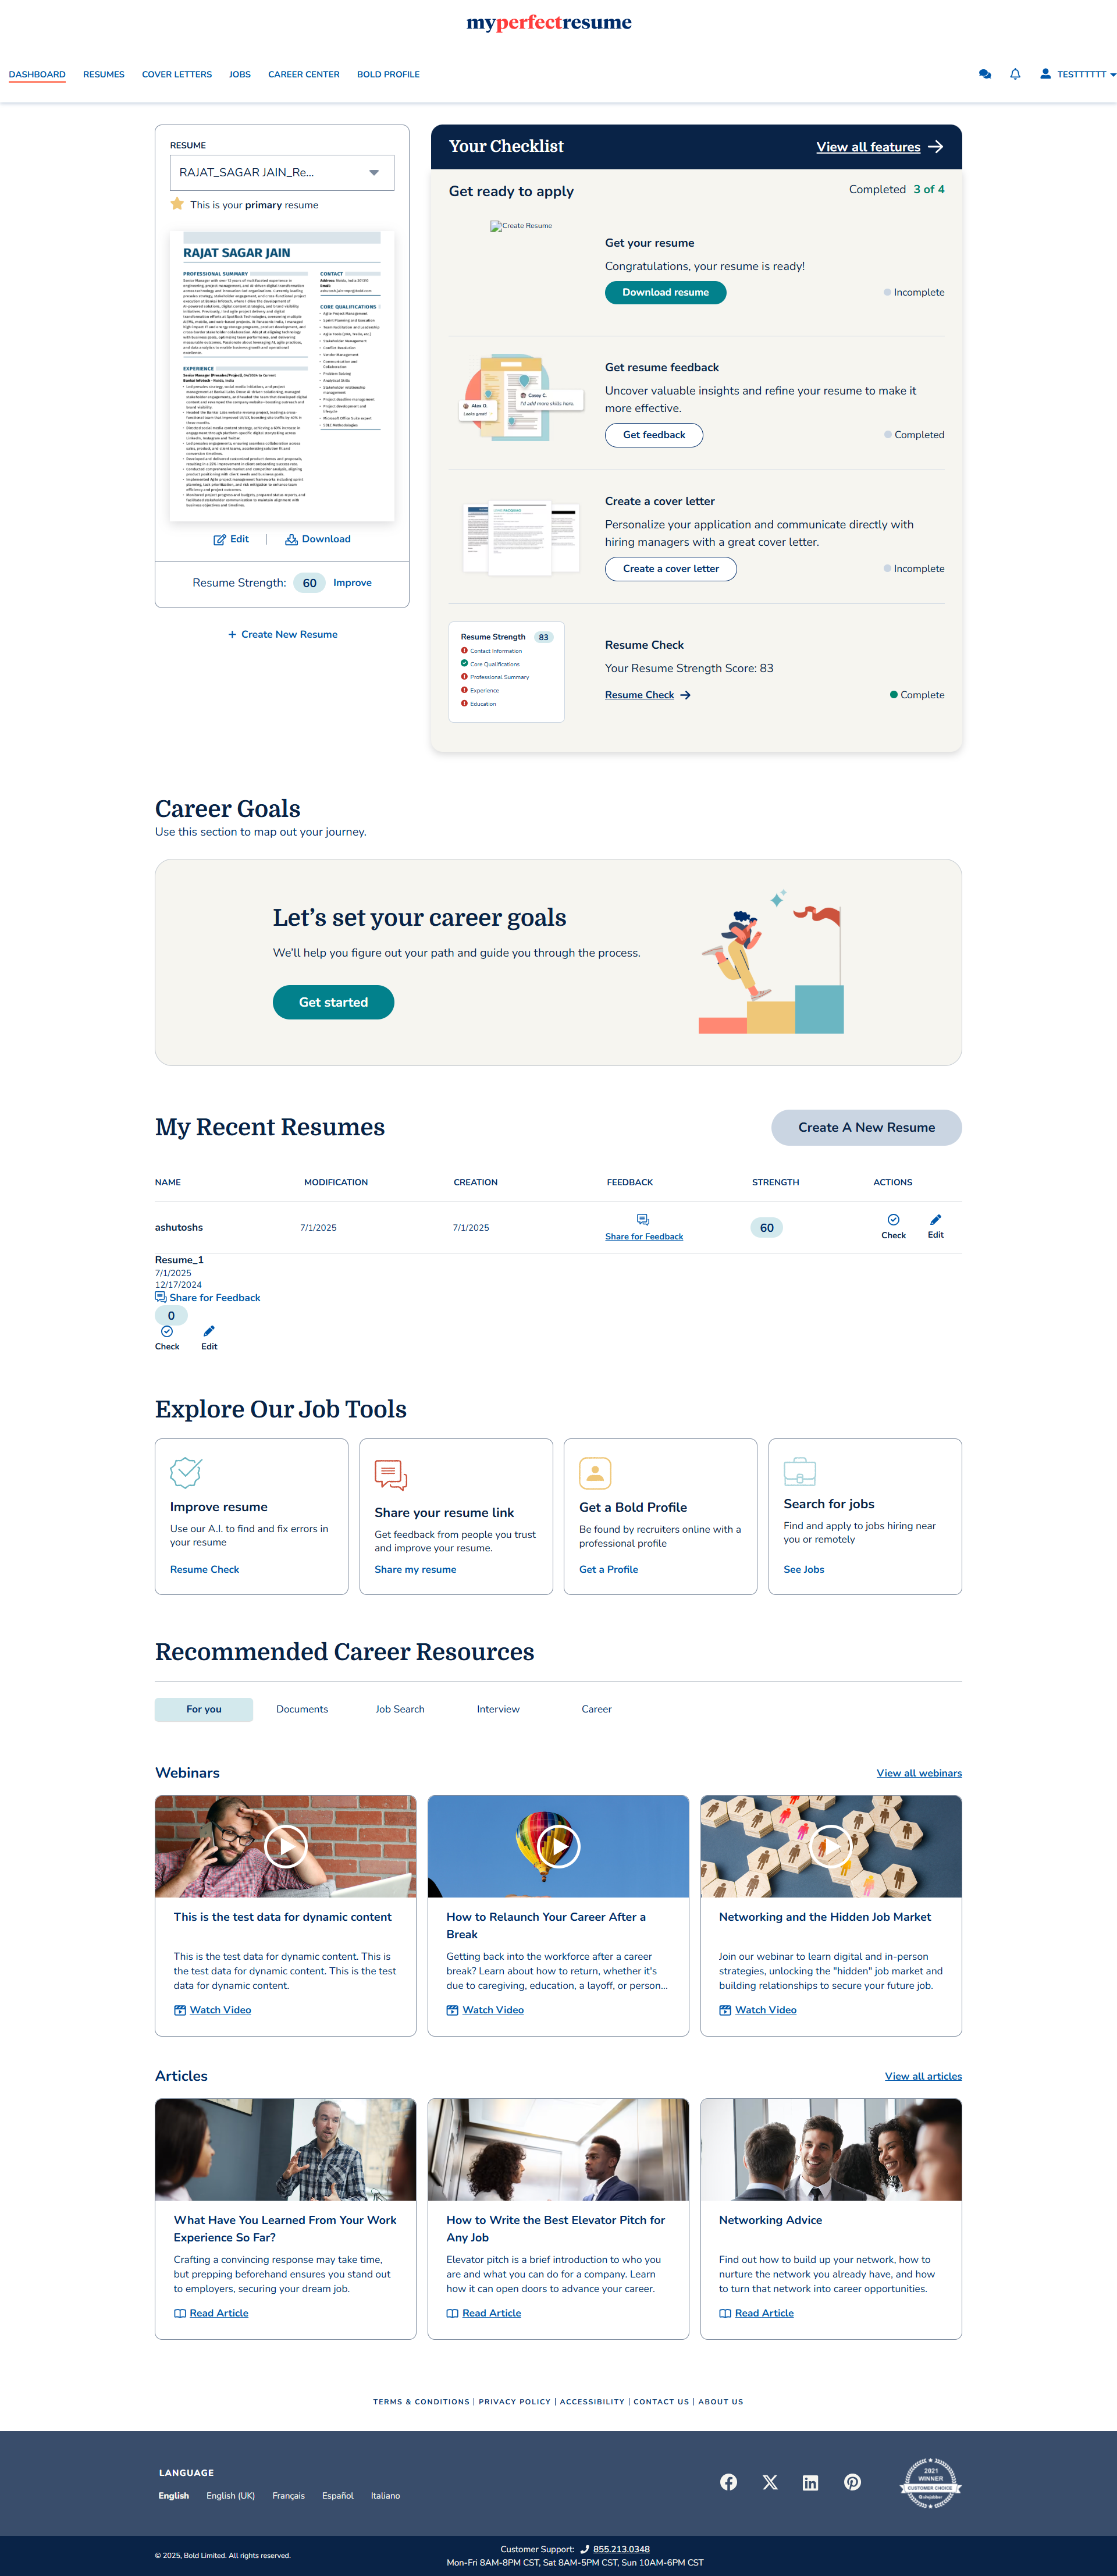 myperfectresume
DASHBOARD
RESUMES
COVER LETTERS
JOBS
CAREER CENTER
BOLD PROFILE
TESTTTTTT
RESUME
RAJAT_SAGAR JAIN_Re...
This is your primary resume
RAJAT SAGAR JAIN
PROFESSIONAL SUMMARY
CONTACT
CORE QUALIFICATIONS
EXPERIENCE
Edit
Download
Resume Strength: 60 Improve
+ Create New Resume
Your Checklist
View all features
Get ready to apply
Completed 3 of 4
Create Resume
Get your resume
Congratulations, your resume is ready!
Download resume
Incomplete
Alex D.
Looks great!
Casey C.
I'd add more skills here.
Get resume feedback
Uncover valuable insights and refine your resume to make it
more effective.
Get feedback
Completed
Create a cover letter
Personalize your application and communicate directly with
hiring managers with a great cover letter.
Create a cover letter
Incomplete
Resume Strength 83
Contact Information
Core Qualifications
Professional Summary
Experience
Education
Resume Check
Your Resume Strength Score: 83
Resume Check
Complete
Career Goals
Use this section to map out your journey.
Let's set your career goals
We'll help you figure out your path and guide you through the process.
Get started
My Recent Resumes
Create A New Resume
NAME
MODIFICATION
CREATION
FEEDBACK
STRENGTH
ACTIONS
ashutoshs
7/1/2025
7/1/2025
Share for Feedback
60
Check
Edit
Resume_1
7/1/2025
12/17/2024
Share for Feedback
0
Check
Edit
Explore Our Job Tools
Improve resume
Use our A.I. to find and fix errors in
your resume
Resume Check
Share your resume link
Get feedback from people you trust
and improve your resume.
Share my resume
Get a Bold Profile
Be found by recruiters online with a
professional profile
Get a Profile
Search for jobs
Find and apply to jobs hiring near
you or remotely
See Jobs
Recommended Career Resources
For you
Documents
Job Search
Interview
Career
Webinars
View all webinars
This is the test data for dynamic content
This is the test data for dynamic content. This is
the test data for dynamic content. This is the test
data for dynamic content.
Watch Video
How to Relaunch Your Career After a
Break
Getting back into the workforce after a career
break? Learn about how to return, whether it's
due to caregiving, education, a layoff, or person...
Watch Video
Networking and the Hidden Job Market
Join our webinar to learn digital and in-person
strategies, unlocking the "hidden" job market and
building relationships to secure your future job.
Watch Video
Articles
View all articles
What Have You Learned From Your Work
Experience So Far?
Crafting a convincing response may take time,
but prepping beforehand ensures you stand out
to employers, securing your dream job.
Read Article
How to Write the Best Elevator Pitch for
Any Job
Elevator pitch is a brief introduction to who you
are and what you can do for a company. Learn
how it can open doors to advance your career.
Read Article
Networking Advice
Find out how to build up your network, how to
nurture the network you already have, and how
to turn that network into career opportunities.
Read Article
TERMS & CONDITIONS | PRIVACY POLICY | ACCESSIBILITY | CONTACT US | ABOUT US
LANGUAGE
English
English (UK)
Français
Español
Italiano
2021
WINNER
CUSTOMER CHOICE
sitejabber
© 2025, Bold Limited. All rights reserved.
Customer Support: 855.213.0348
Mon-Fri 8AM-8PM CST, Sat 8AM-5PM CST, Sun 10AM-6PM CST